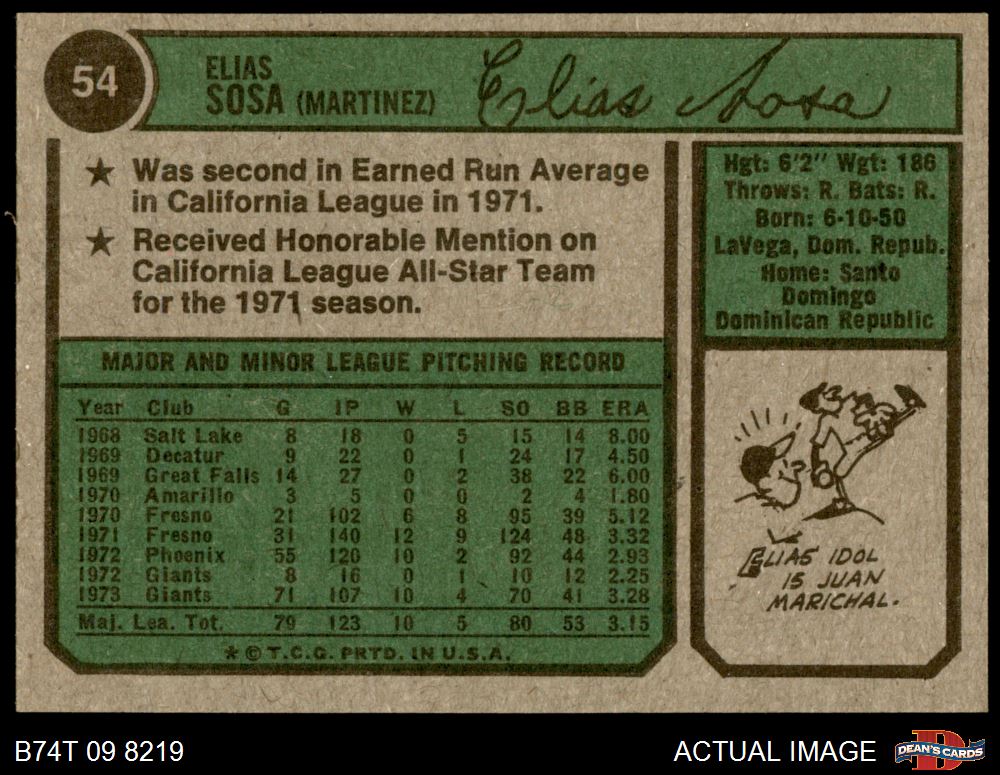 54
ELIAS
SOSA (MARTINEZ)
Elias Sosa
★ Was second in Earned Run Average
in California League in 1971.
★ Received Honorable Mention on
California League All-Star Team
for the 1971 season.
Hgt: 6'2" Wgt: 186
Throws: R. Bats: R.
Born: 6-10-50
LaVega, Dom. Repub.
Home: Santo
Domingo
Dominican Republic
MAJOR AND MINOR LEAGUE PITCHING RECORD
Year Club G IP W L SO BB ERA
1968 Salt Lake 8 18 0 5 15 14 8.00
1969 Decatur 9 22 0 1 24 17 4.50
1969 Great Falls 14 27 0 2 38 22 6.00
1970 Amarillo 3 5 0 0 2 4 1.80
1970 Fresno 21 102 6 8 95 39 5.12
1971 Fresno 31 140 12 9 124 48 3.32
1972 Phoenix 55 120 10 2 92 44 2.93
1972 Giants 8 16 0 1 10 12 2.25
1973 Giants 71 107 10 4 70 41 3.28
Maj. Lea. Tot. 79 123 10 5 80 53 3.15
* © T.C.G. PRTD. IN U.S.A.
ELIAS IDOL
IS JUAN
MARICHAL.
B74T 09 8219
ACTUAL IMAGE
DEAN'S CARDS